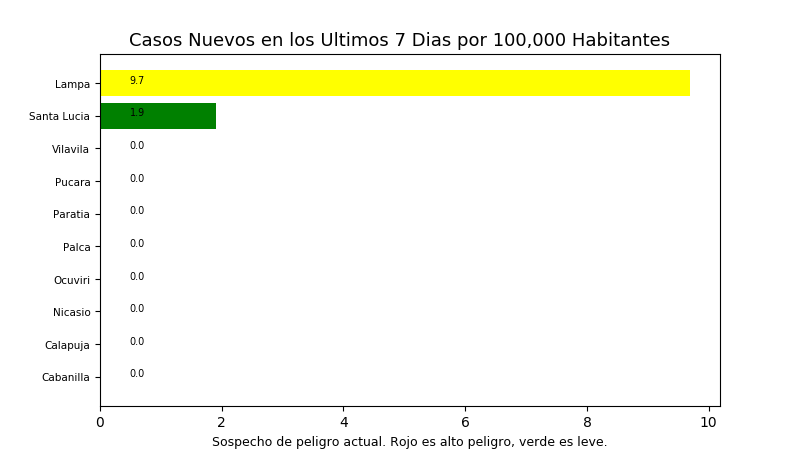 Casos Nuevos en los Ultimos 7 Dias por 100,000 Habitantes
Lampa 9.7
Santa Lucia 1.9
Vilavila 0.0
Pucara 0.0
Paratia 0.0
Palca 0.0
Ocuviri 0.0
Nicasio 0.0
Calapuja 0.0
Cabanilla 0.0
0 2 4 6 8 10
Sospecho de peligro actual. Rojo es alto peligro, verde es leve.